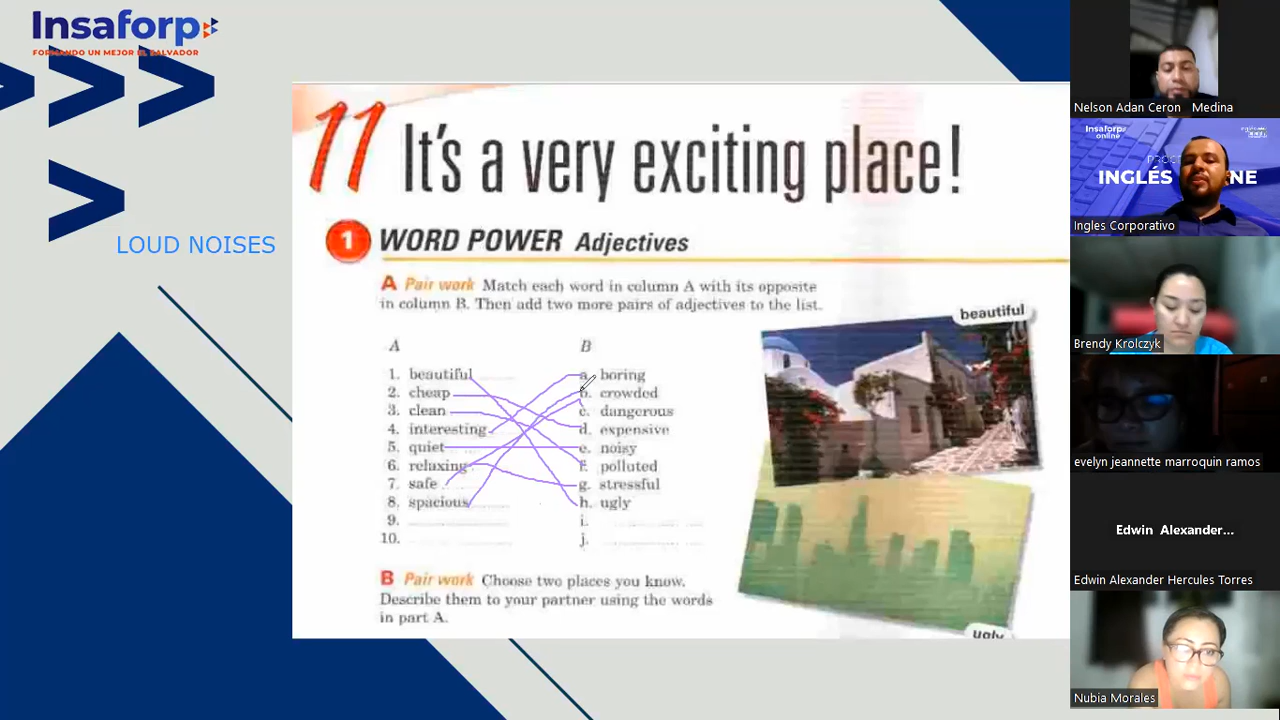 Insaforp
FORMANDO UN MEJOR EL SALVADOR
LOUD NOISES
11 It's a very exciting place!
1 WORD POWER Adjectives
A Pair work Match each word in column A with its opposite
in column B. Then add two more pairs of adjectives to the list.
A B
1. beautiful a. boring
2. cheap b. crowded
3. clean c. dangerous
4. interesting d. expensive
5. quiet e. noisy
6. relaxing f. polluted
7. safe g. stressful
8. spacious h. ugly
9. i.
10. j.
B Pair work Choose two places you know.
Describe them to your partner using the words
in part A.
beautiful
ugly
Nelson Adan Ceron Medina
Insaforp
online
INGLÉS NE
Ingles Corporativo
Brendy Krolczyk
evelyn jeannette marroquin ramos
Edwin Alexander...
Edwin Alexander Hercules Torres
Nubia Morales